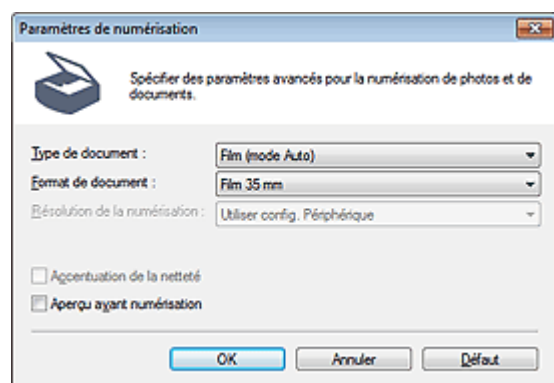 Paramètres de numérisation
Spécifier des paramètres avancés pour la numérisation de photos et de
documents.
Type de document : Film (mode Auto)
Format de document : Film 35 mm
Résolution de la numérisation : Utiliser config. Périphérique
Accentuation de la netteté
Aperçu avant numérisation
OK Annuler Défaut